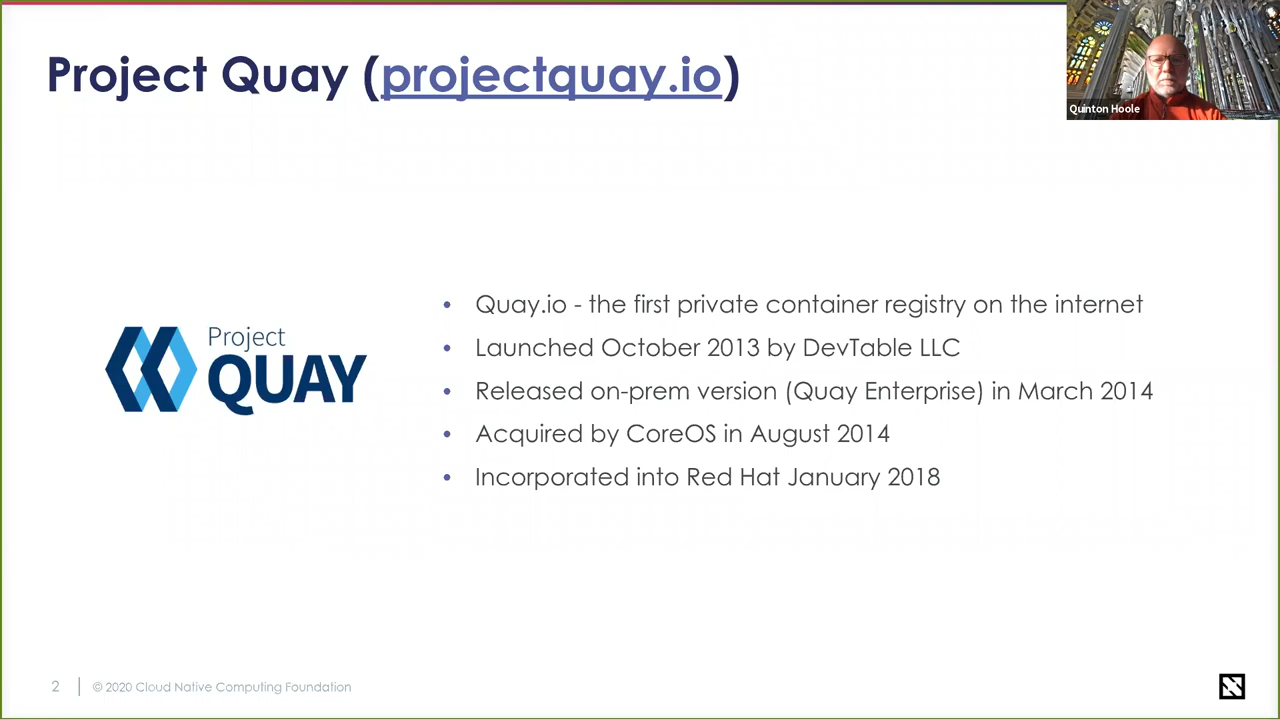 Project Quay (projectquay.io)
Quinton Hoole
Project
QUAY
• Quay.io - the first private container registry on the internet
• Launched October 2013 by DevTable LLC
• Released on-prem version (Quay Enterprise) in March 2014
• Acquired by CoreOS in August 2014
• Incorporated into Red Hat January 2018
2 | © 2020 Cloud Native Computing Foundation